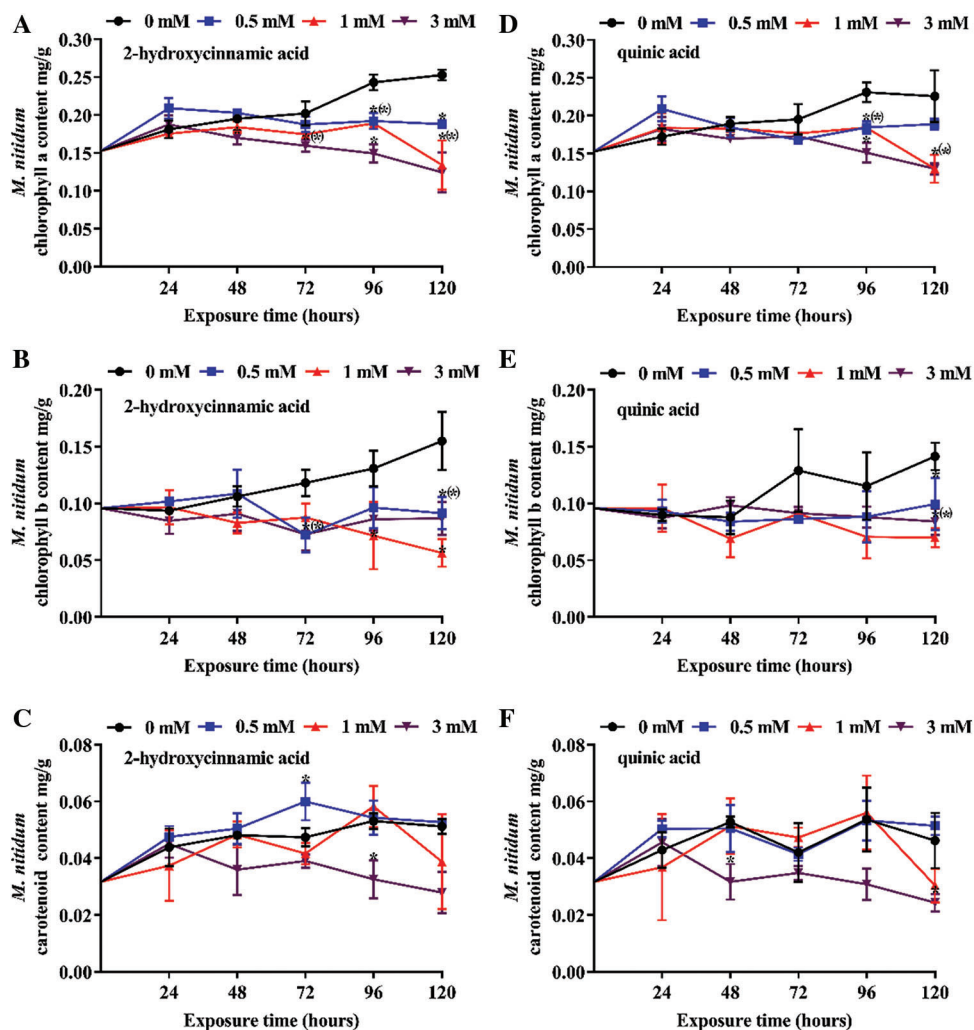 A
0 mM 0.5 mM 1 mM 3 mM
2-hydroxycinnamic acid
M. nitidum
chlorophyll a content mg/g
0.30
0.25
0.20
0.15
0.10
0.05
0.00
*(*)
*
*(*)
*(*)
*
24 48 72 96 120
Exposure time (hours)
D
0 mM 0.5 mM 1 mM 3 mM
quinic acid
M. nitidum
chlorophyll a content mg/g
0.30
0.25
0.20
0.15
0.10
0.05
0.00
*(*)
*
*(*)
24 48 72 96 120
Exposure time (hours)
B
0 mM 0.5 mM 1 mM 3 mM
2-hydroxycinnamic acid
M. nitidum
chlorophyll b content mg/g
0.20
0.15
0.10
0.05
0.00
*(*)
*(*)
*
*
24 48 72 96 120
Exposure time (hours)
E
0 mM 0.5 mM 1 mM 3 mM
quinic acid
M. nitidum
chlorophyll b content mg/g
0.20
0.15
0.10
0.05
0.00
*
*(*)
24 48 72 96 120
Exposure time (hours)
C
0 mM 0.5 mM 1 mM 3 mM
2-hydroxycinnamic acid
M. nitidum
carotenoid content mg/g
0.08
0.06
0.04
0.02
0.00
*
*
24 48 72 96 120
Exposure time (hours)
F
0 mM 0.5 mM 1 mM 3 mM
quinic acid
M. nitidum
carotenoid content mg/g
0.08
0.06
0.04
0.02
0.00
*
*
24 48 72 96 120
Exposure time (hours)